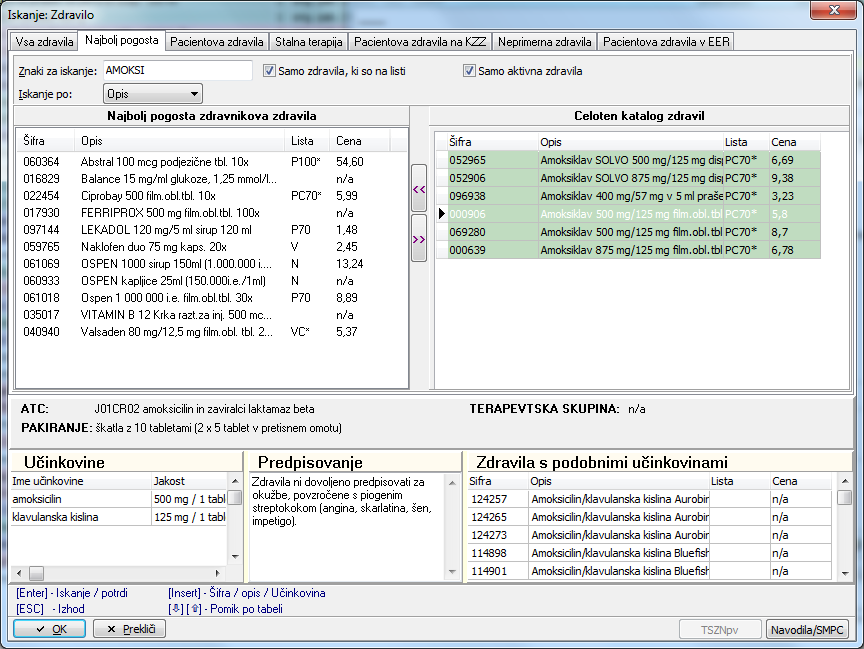 Iskanje: Zdravilo
Vsa zdravila Najbolj pogosta Pacientova zdravila Stalna terapija Pacientova zdravila na KZZ Neprimerna zdravila Pacientova zdravila v EER
Znaki za iskanje: AMOKSI Samo zdravila, ki so na listi Samo aktivna zdravila
Iskanje po: Opis
Najbolj pogosta zdravnikova zdravila
Šifra Opis Lista Cena
060364 Abstral 100 mcg podjezične tbl. 10x P100* 54,60
016829 Balance 15 mg/ml glukoze, 1,25 mmol/l... n/a
022454 Ciprobay 500 film.obl.tbl. 10x PC70* 5,99
017930 FERRIPROX 500 mg film.obl.tbl. 100x n/a
097144 LEKADOL 120 mg/5 ml sirup 120 ml P70 1,48
059765 Naklofen duo 75 mg kaps. 20x V 2,45
061069 OSPEN 1000 sirup 150ml (1.000.000 i.... N 13,24
060933 OSPEN kapljice 25ml (150.000i.e./1ml) N n/a
061018 Ospen 1 000 000 i.e. film.obl.tbl. 30x P70 8,89
035017 VITAMIN B 12 Krka razt.za inj. 500 mc... n/a
040940 Valsaden 80 mg/12,5 mg film.obl. tbl. 2... VC* 5,37
<<
>>
Celoten katalog zdravil
Šifra Opis Lista Cena
052965 Amoksiklav SOLVO 500 mg/125 mg disp PC70* 6,69
052906 Amoksiklav SOLVO 875 mg/125 mg disp PC70* 9,38
096938 Amoksiklav 400 mg/57 mg v 5 ml praše PC70* 3,23
000906 Amoksiklav 500 mg/125 mg film.obl.tbl PC70* 5,8
069280 Amoksiklav 500 mg/125 mg film.obl.tbl PC70* 8,7
000639 Amoksiklav 875 mg/125 mg film.obl.tbl PC70* 6,78
ATC: J01CR02 amoksicilin in zaviralci laktamaz beta TERAPEVTSKA SKUPINA: n/a
PAKIRANJE: škatla z 10 tabletami (2 x 5 tablet v pretisnem omotu)
Učinkovine
Ime učinkovine Jakost
amoksicilin 500 mg / 1 tabl
klavulanska kislina 125 mg / 1 tabl
Predpisovanje
Zdravila ni dovoljeno predpisovati za
okužbe, povzročene s piogenim
streptokokom (angina, škarlatina, šen,
impetigo).
Zdravila s podobnimi učinkovinami
Šifra Opis Lista Cena
124257 Amoksicilin/klavulanska kislina Aurobin n/a
124265 Amoksicilin/klavulanska kislina Aurobin n/a
124273 Amoksicilin/klavulanska kislina Aurobin n/a
114898 Amoksicilin/klavulanska kislina Bluefish n/a
114901 Amoksicilin/klavulanska kislina Bluefish n/a
[Enter] - Iskanje / potrdi [Insert] - Šifra / opis / Učinkovina
[ESC] - Izhod [⇩] [⇧] - Pomik po tabeli
OK Prekliči TSZNpv Navodila/SMPC